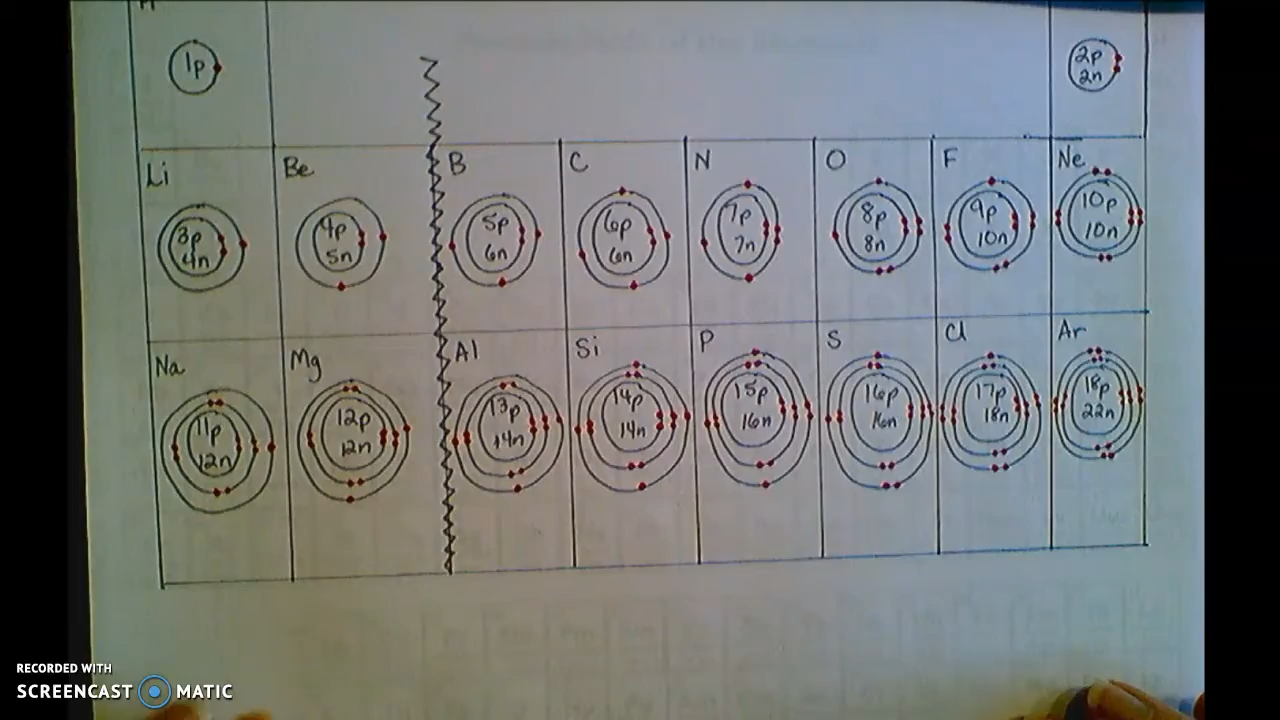 1p
2p
2n
Li
Be
B
C
N
O
F
Ne
3p
4n
4p
5n
5p
6n
6p
6n
7p
7n
8p
8n
9p
10n
10p
10n
Na
Mg
Al
Si
P
S
Cl
Ar
11p
12n
12p
12n
13p
14n
14p
14n
15p
16n
16p
16n
17p
18n
18p
22n
RECORDED WITH
SCREENCAST MATIC